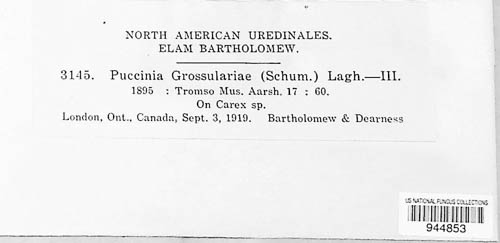 NORTH AMERICAN UREDINALES.
ELAM BARTHOLOMEW.
3145. Puccinia Grossulariae (Schum.) Lagh.—III.
1895 : Tromso Mus. Aarsh. 17 : 60.
On Carex sp.
London, Ont., Canada, Sept. 3, 1919. Bartholomew & Dearness
US NATIONAL FUNGUS COLLECTIONS
944853